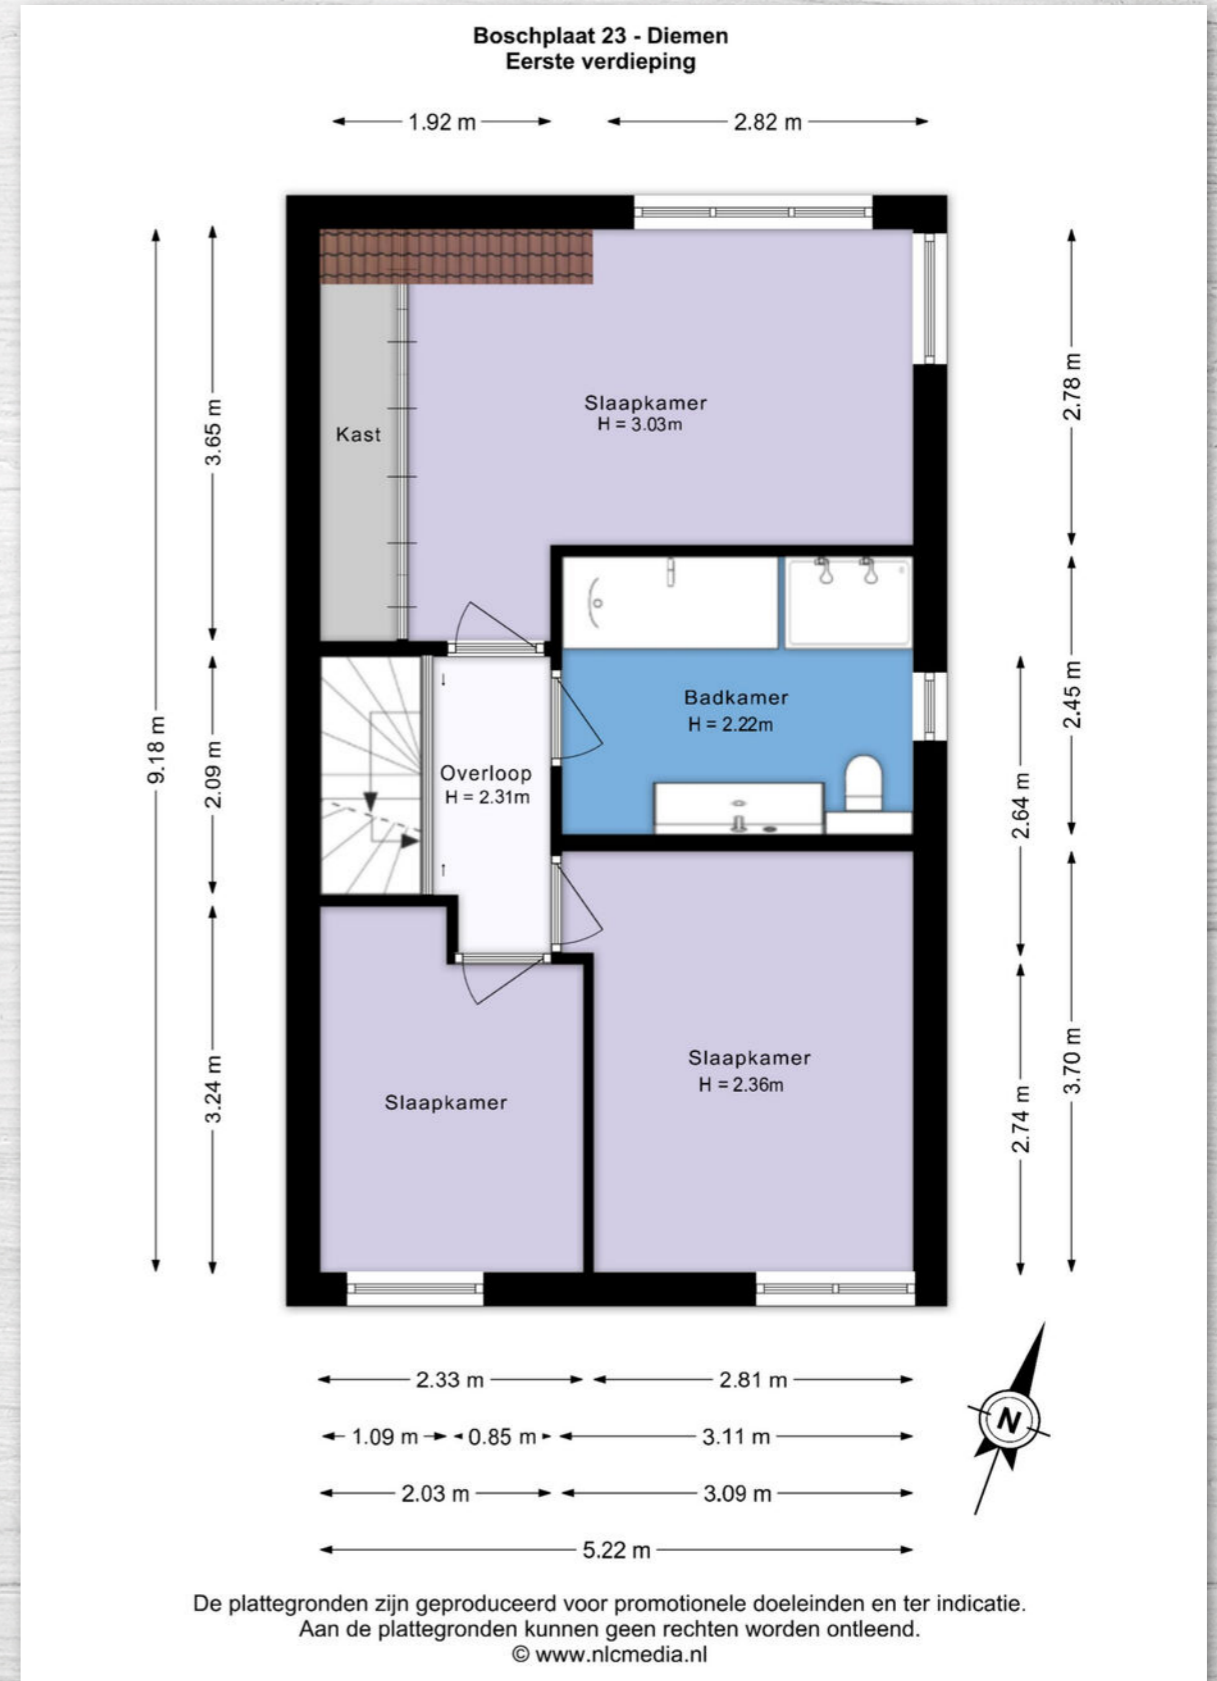 Boschplaat 23 - Diemen
Eerste verdieping
1.92 m
2.82 m
9.18 m
3.65 m
2.09 m
3.24 m
Slaapkamer
H = 3.03m
Kast
Badkamer
H = 2.22m
Overloop
H = 2.31m
Slaapkamer
H = 2.36m
Slaapkamer
2.78 m
2.45 m
2.64 m
3.70 m
2.74 m
2.33 m
2.81 m
1.09 m
0.85 m
3.11 m
2.03 m
3.09 m
5.22 m
N
De plattegronden zijn geproduceerd voor promotionele doeleinden en ter indicatie.
Aan de plattegronden kunnen geen rechten worden ontleend.
© www.nlcmedia.nl